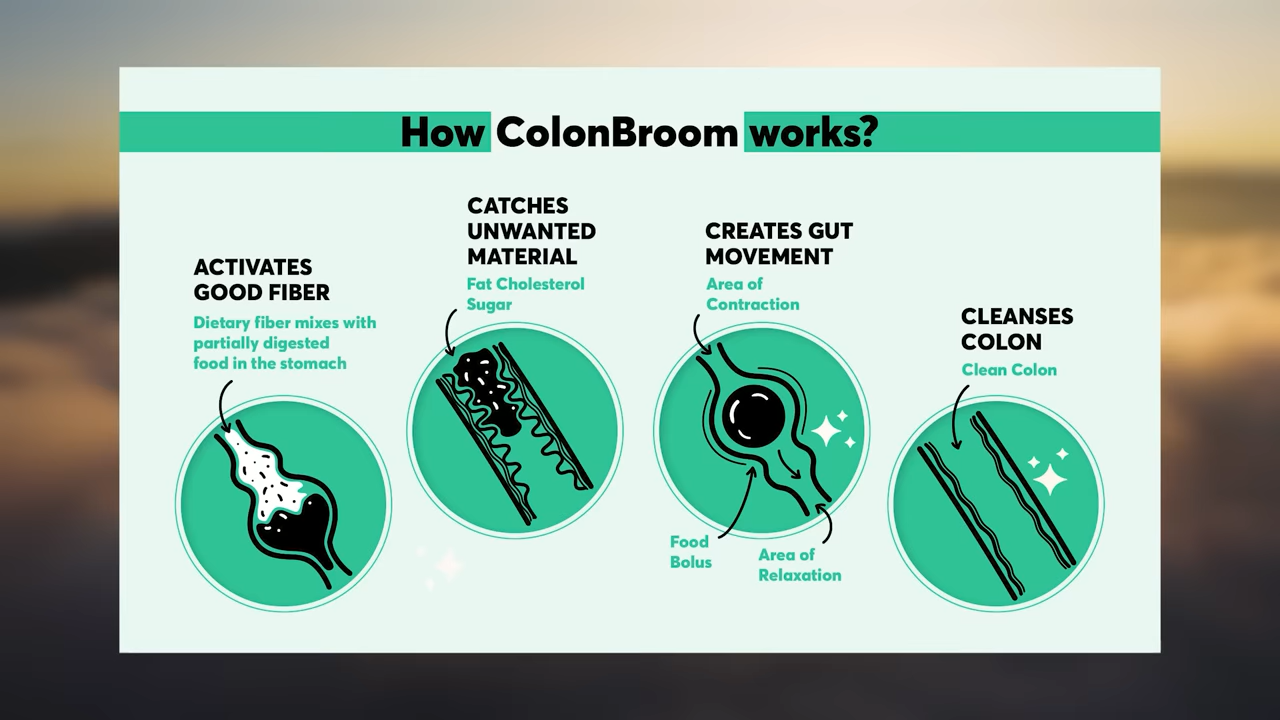 How ColonBroom works?
ACTIVATES
GOOD FIBER
Dietary fiber mixes with
partially digested
food in the stomach
CATCHES
UNWANTED
MATERIAL
Fat Cholesterol
Sugar
CREATES GUT
MOVEMENT
Area of
Contraction
Food
Bolus
Area of
Relaxation
CLEANSES
COLON
Clean Colon